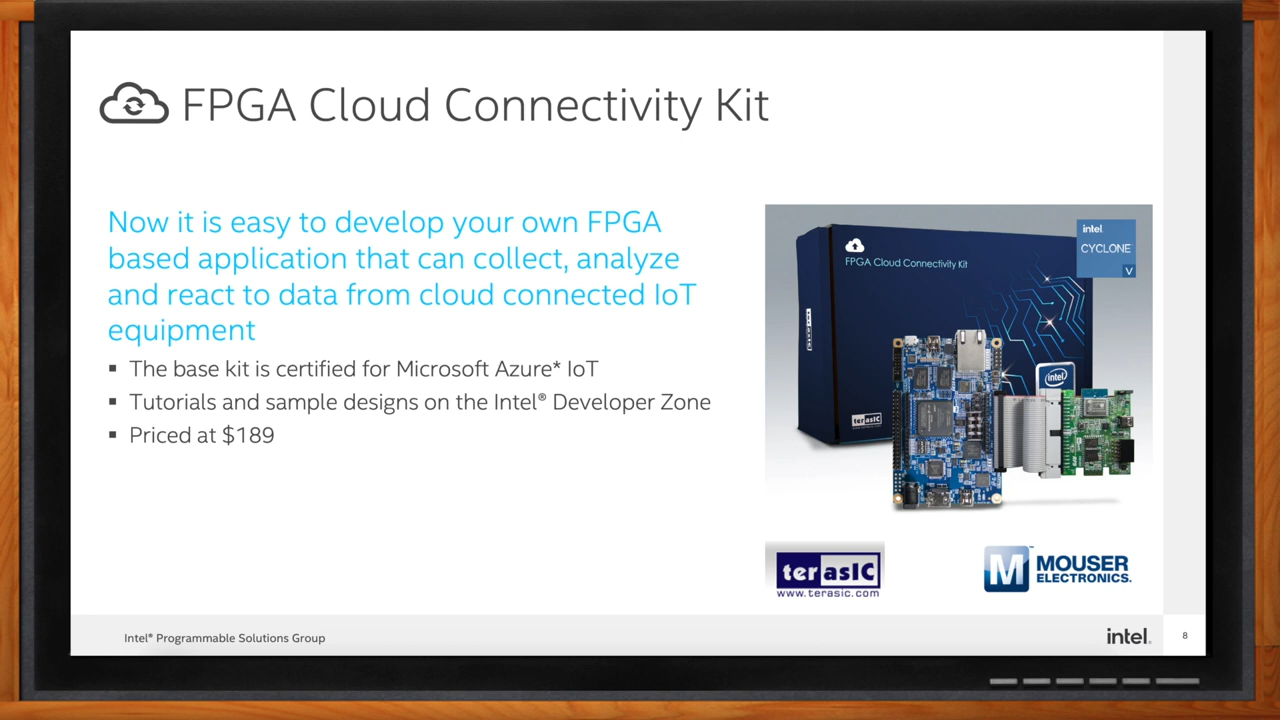 FPGA Cloud Connectivity Kit
Now it is easy to develop your own FPGA
based application that can collect, analyze
and react to data from cloud connected IoT
equipment
▪ The base kit is certified for Microsoft Azure* IoT
▪ Tutorials and sample designs on the Intel® Developer Zone
▪ Priced at $189
intel.
CYCLONE
V
FPGA Cloud Connectivity Kit
intel
terasIC
terasIC
www.terasic.com
M
MOUSER
ELECTRONICS.
Intel® Programmable Solutions Group
intel.
8